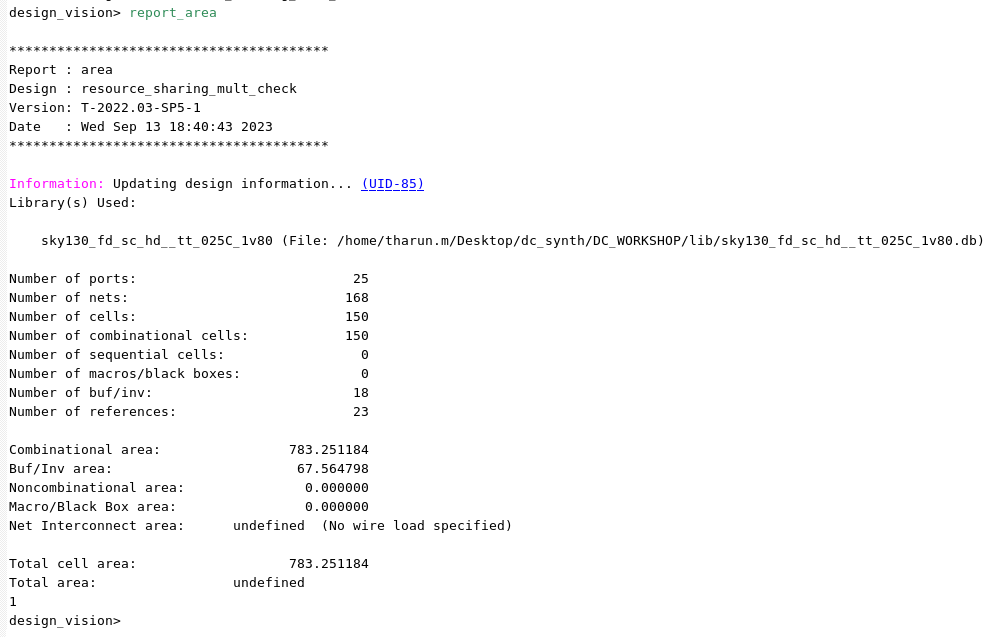 design_vision> report_area
****************************************
Report : area
Design : resource_sharing_mult_check
Version: T-2022.03-SP5-1
Date   : Wed Sep 13 18:40:43 2023
****************************************
Information: Updating design information... (UID-85)
Library(s) Used:
    sky130_fd_sc_hd__tt_025C_1v80 (File: /home/tharun.m/Desktop/dc_synth/DC_WORKSHOP/lib/sky130_fd_sc_hd__tt_025C_1v80.db)
Number of ports:                           25
Number of nets:                           168
Number of cells:                          150
Number of combinational cells:            150
Number of sequential cells:                 0
Number of macros/black boxes:               0
Number of buf/inv:                         18
Number of references:                      23
Combinational area:                783.251184
Buf/Inv area:                       67.564798
Noncombinational area:               0.000000
Macro/Black Box area:                0.000000
Net Interconnect area:      undefined  (No wire load specified)
Total cell area:                   783.251184
Total area:                 undefined
1
design_vision>